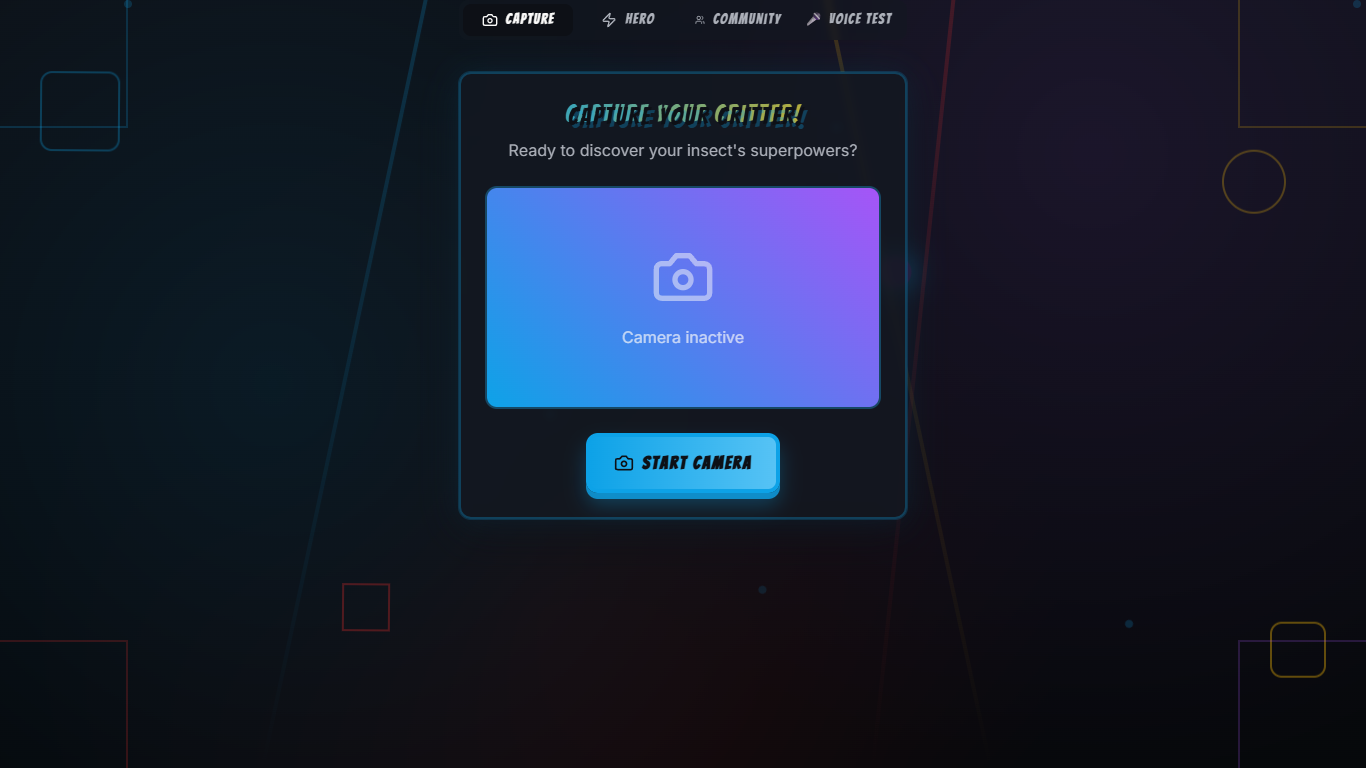 CAPTURE
HERO
COMMUNITY
VOICE TEST
CAPTURE YOUR CRITTER!
Ready to discover your insect's superpowers?
Camera inactive
START CAMERA